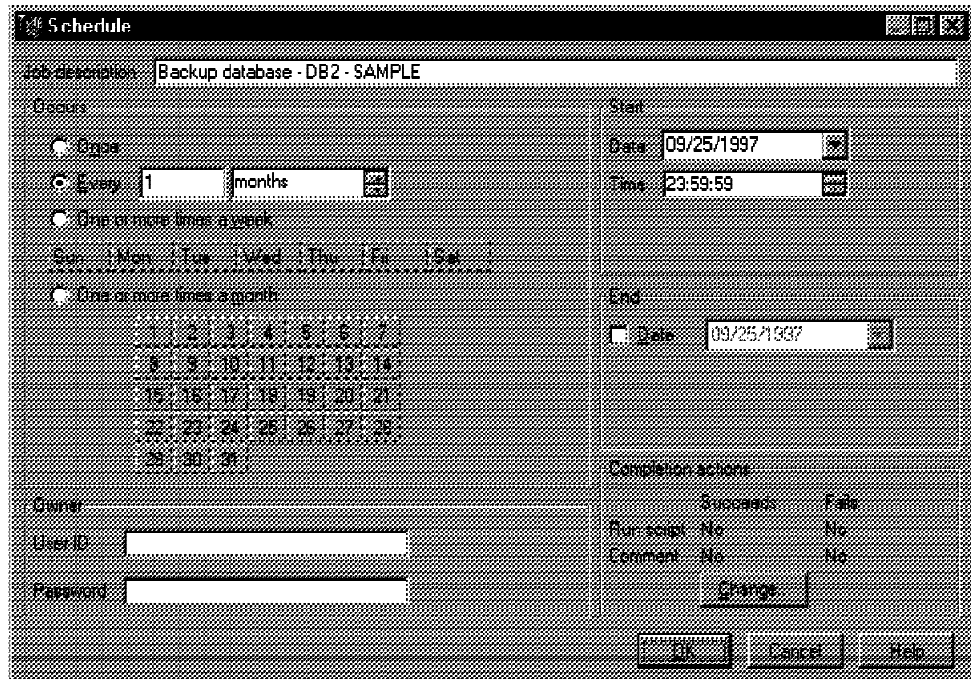 Schedule
Job description Backup database - DB2 - SAMPLE
Occurs
Once
Every 1 months
One or more times a week
Sun Mon Tue Wed Thu Fri Sat
One or more times a month
1 2 3 4 5 6 7
8 9 10 11 12 13 14
15 16 17 18 19 20 21
22 23 24 25 26 27 28
29 30 31
Owner
User ID
Password
Start
Date 09/25/1997
Time 23:59:59
End
Date 09/25/1997
Completion actions
Success Fails
Run script No No
Comment No No
Change...
OK Cancel Help